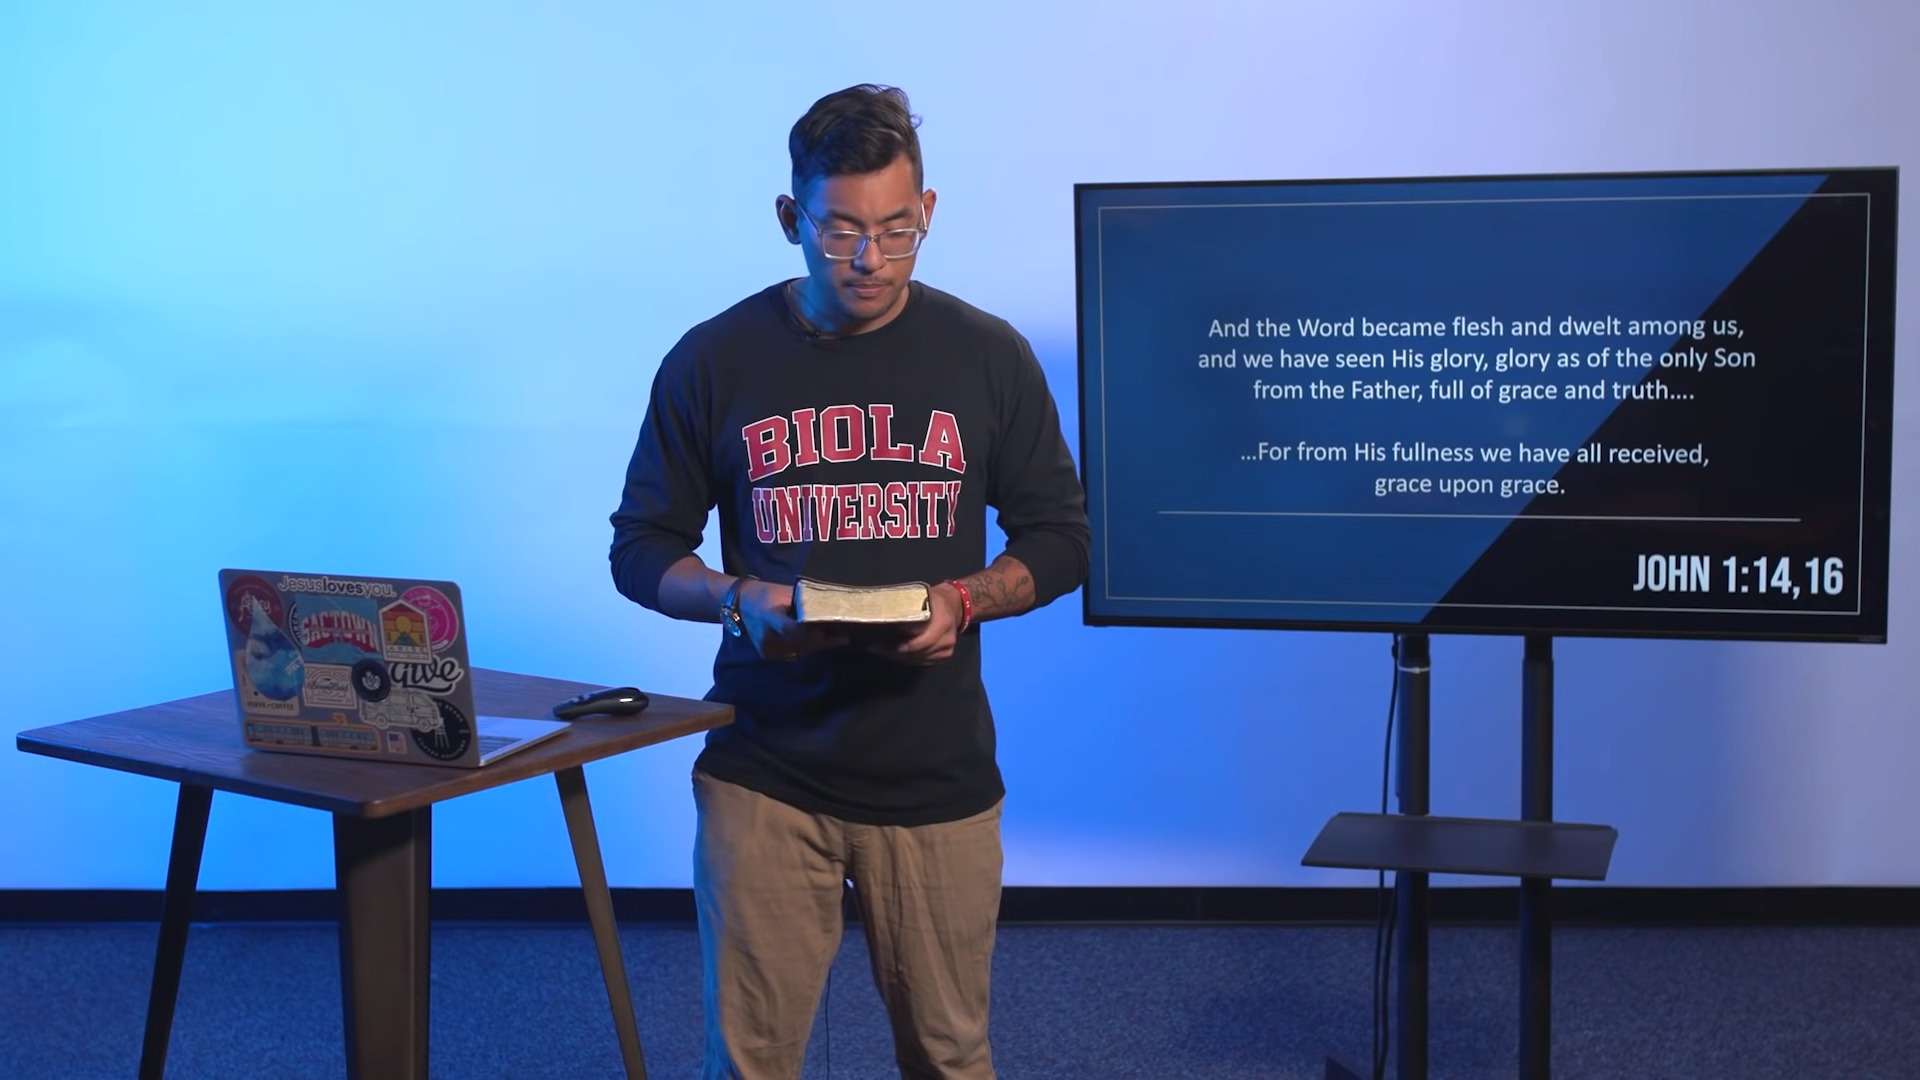 And the Word became flesh and dwelt among us,
and we have seen His glory, glory as of the only Son
from the Father, full of grace and truth....
...For from His fullness we have all received,
grace upon grace.
JOHN 1:14,16
BIOLA
UNIVERSITY
Jesuslovesyou.
SACTOWN
ARISE
Give